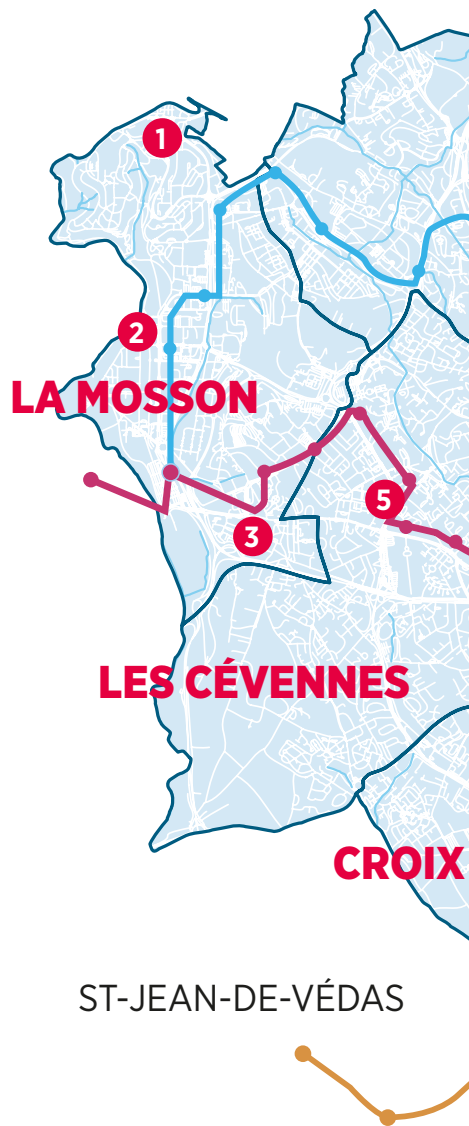 1
2
LA MOSSON
5
3
LES CÉVENNES
CROIX
ST-JEAN-DE-VÉDAS